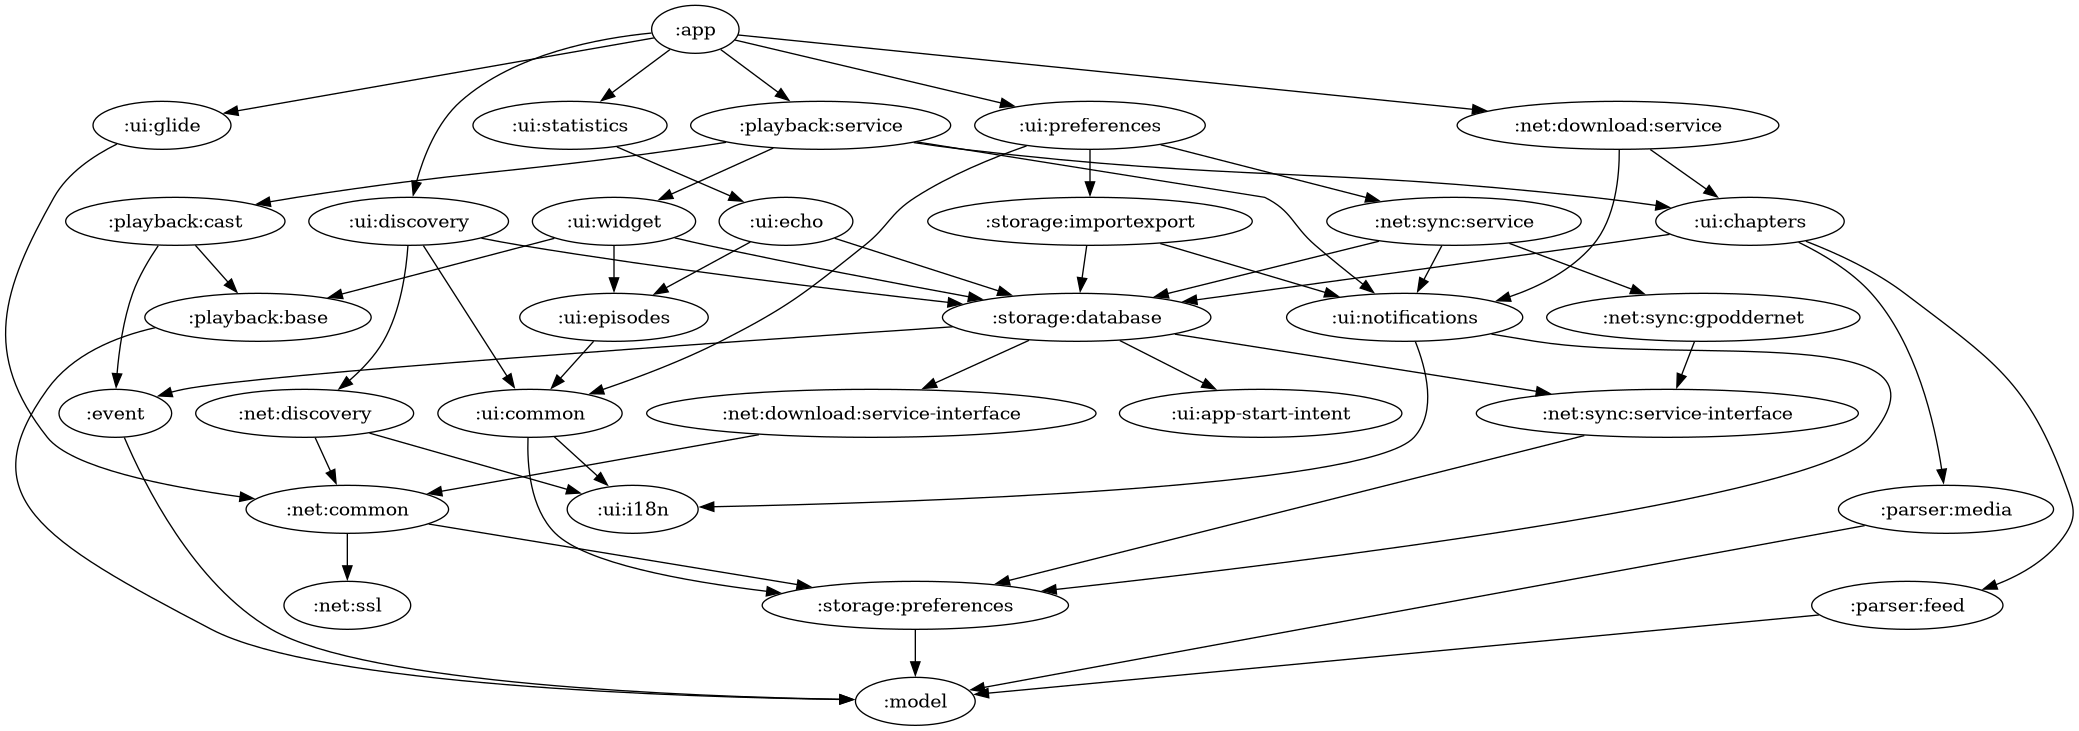 :app
:ui:glide
:ui:statistics
:playback:service
:ui:preferences
:net:download:service
:playback:cast
:ui:discovery
:ui:widget
:ui:echo
:storage:importexport
:net:sync:service
:ui:chapters
:playback:base
:ui:episodes
:storage:database
:ui:notifications
:net:sync:gpoddernet
:event
:net:discovery
:ui:common
:net:download:service-interface
:ui:app-start-intent
:net:sync:service-interface
:net:common
:ui:i18n
:parser:media
:net:ssl
:storage:preferences
:parser:feed
:model